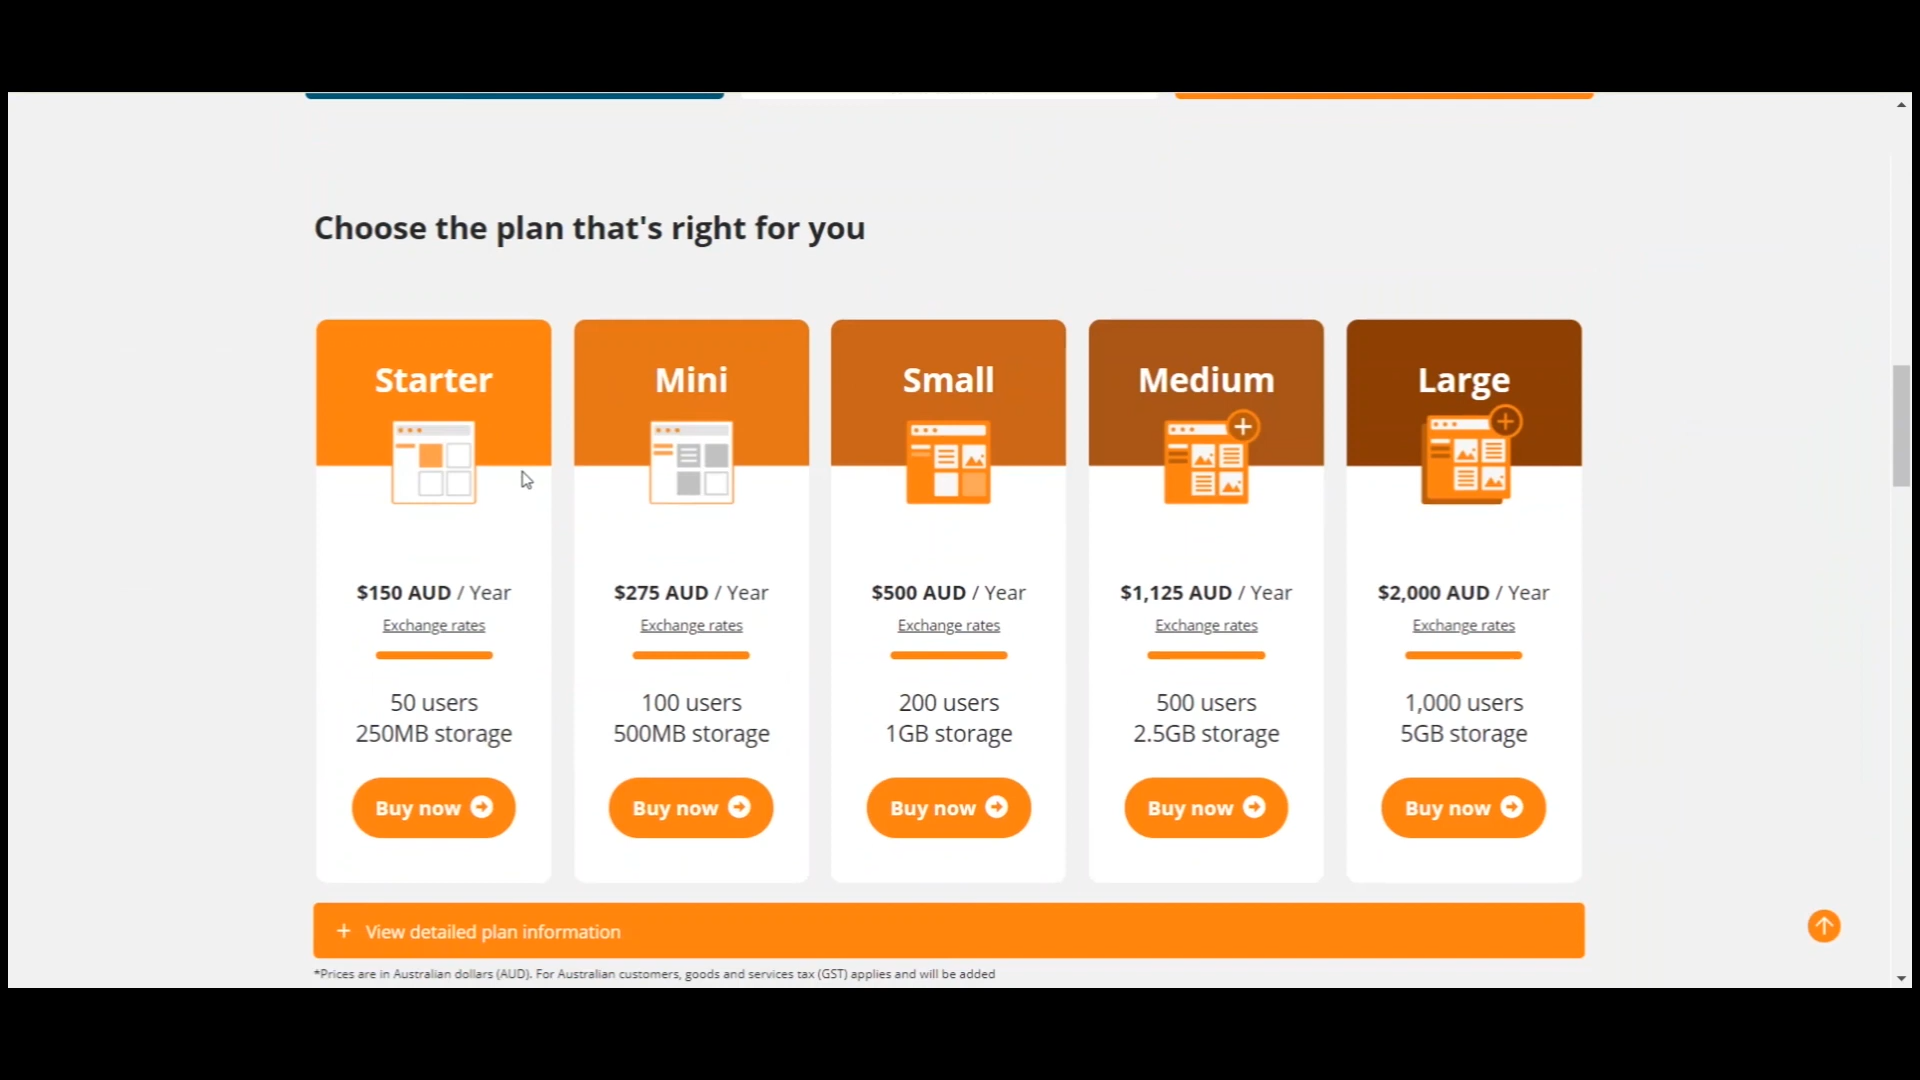 Choose the plan that's right for you
Starter
$150 AUD / Year
Exchange rates
50 users
250MB storage
Buy now
Mini
$275 AUD / Year
Exchange rates
100 users
500MB storage
Buy now
Small
$500 AUD / Year
Exchange rates
200 users
1GB storage
Buy now
Medium
$1,125 AUD / Year
Exchange rates
500 users
2.5GB storage
Buy now
Large
$2,000 AUD / Year
Exchange rates
1,000 users
5GB storage
Buy now
+ View detailed plan information
*Prices are in Australian dollars (AUD). For Australian customers, goods and services tax (GST) applies and will be added